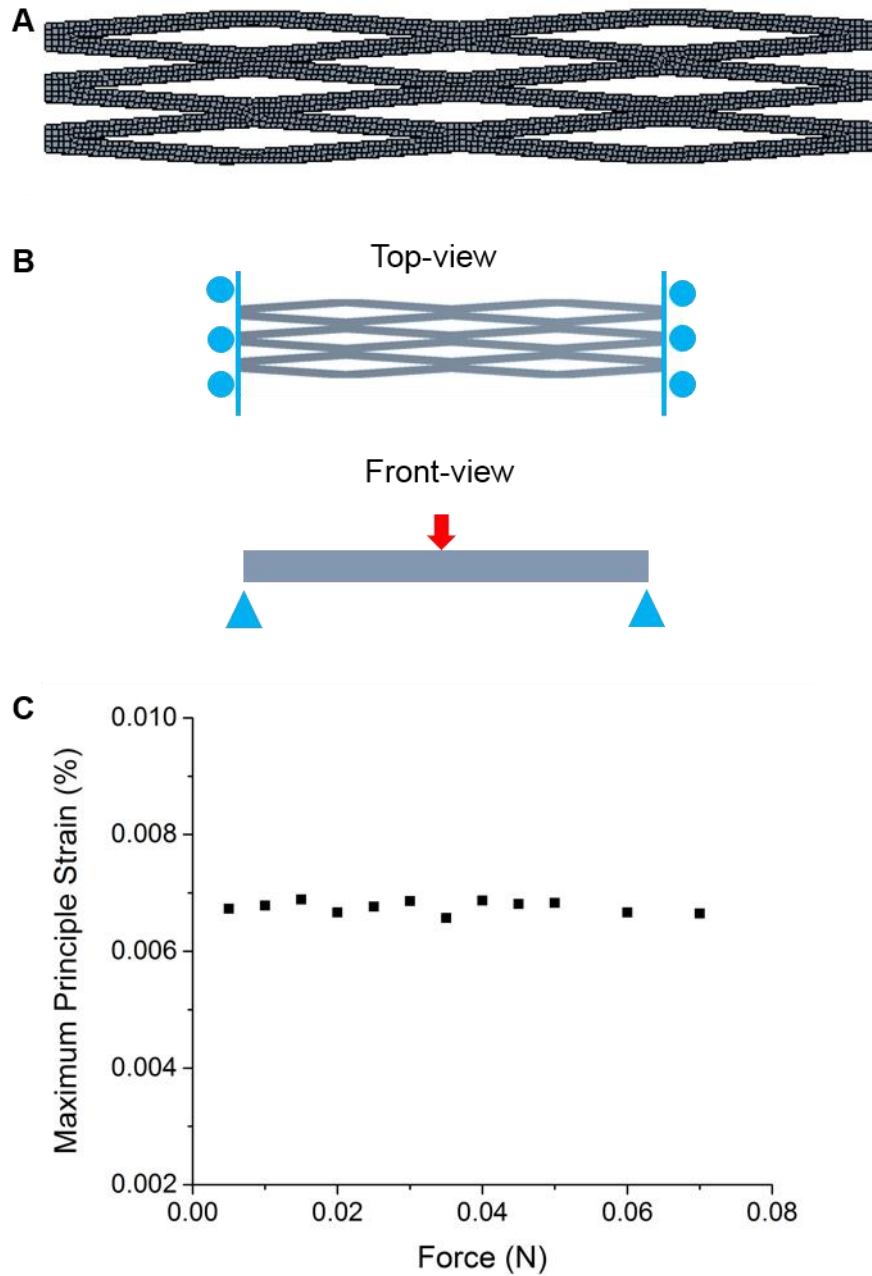 A
B
Top-view
Front-view
C
0.010
0.008
0.006
0.004
0.002
Maximum Principle Strain (%)
0.00 0.02 0.04 0.06 0.08
Force (N)